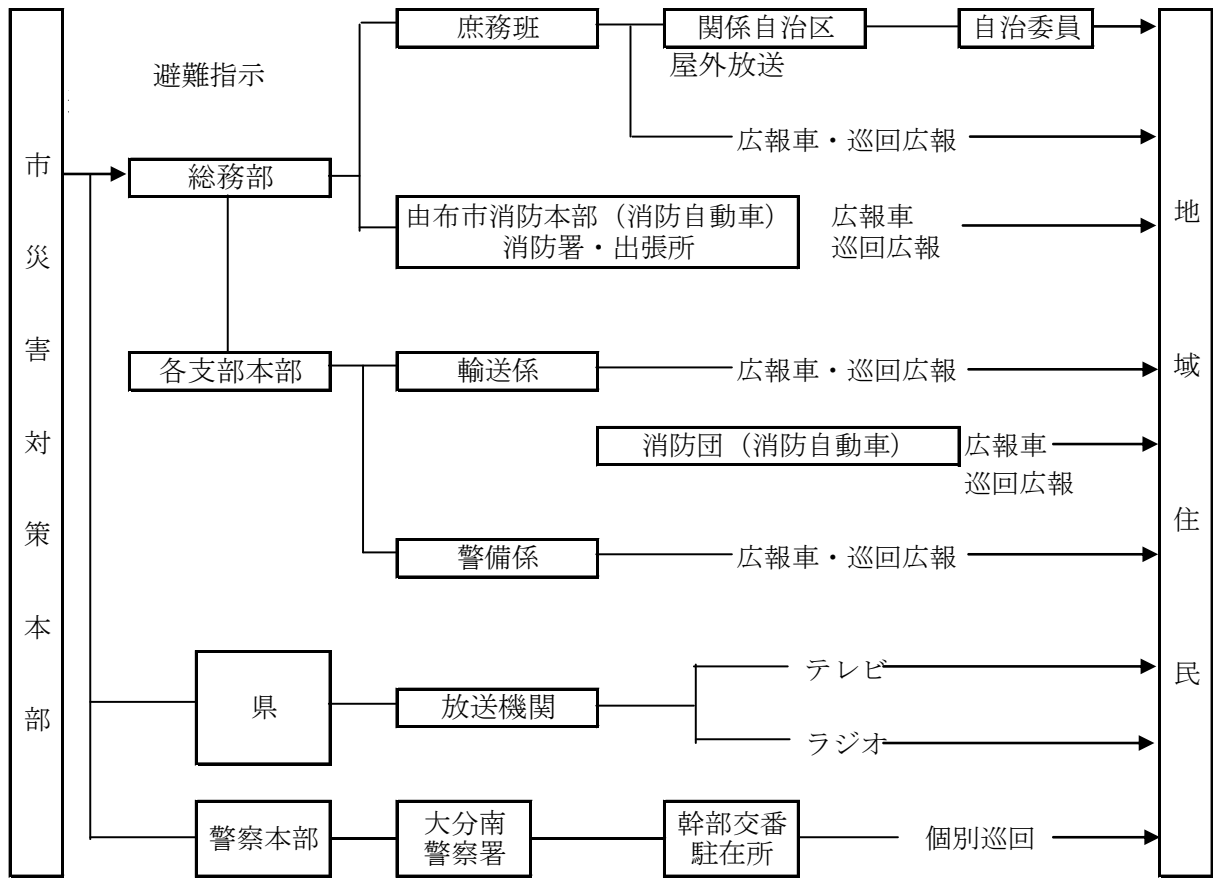 市災害対策本部
避難指示
総務部
各支部本部
県
警察本部
庶務班
関係自治区
自治委員
屋外放送
広報車・巡回広報
由布市消防本部（消防自動車）
消防署・出張所
広報車
巡回広報
輸送係
広報車・巡回広報
消防団（消防自動車）
広報車
巡回広報
警備係
広報車・巡回広報
放送機関
テレビ
ラジオ
大分南
警察署
幹部交番
駐在所
個別巡回
地域住民